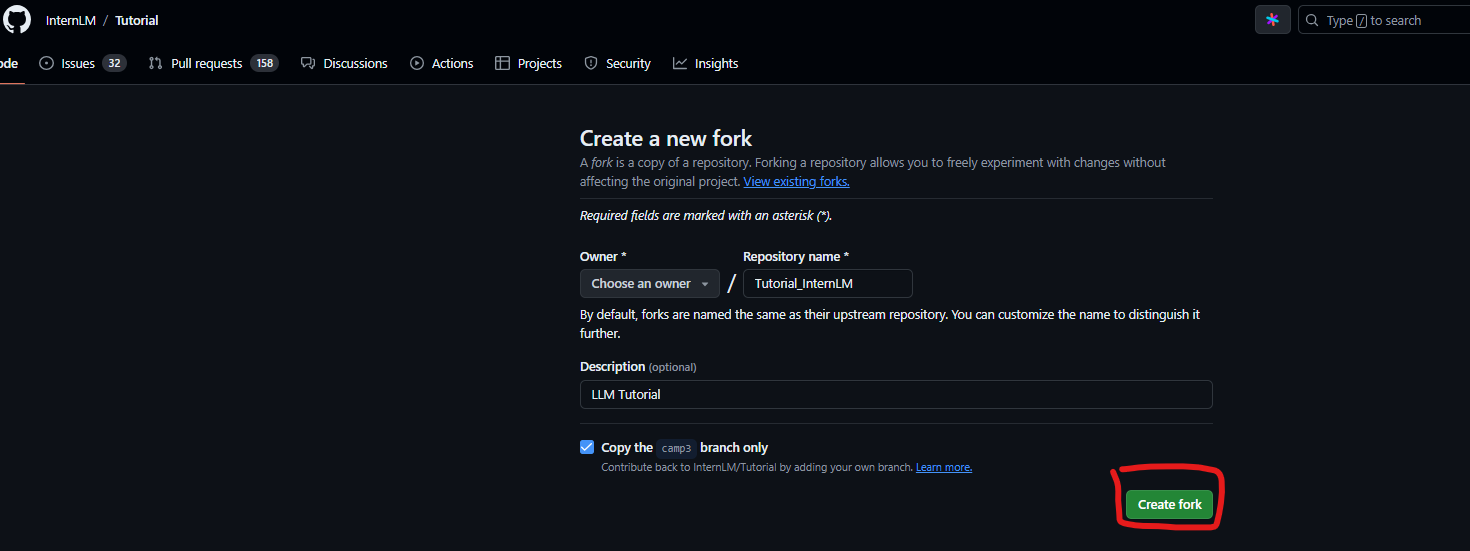 InternLM / Tutorial
Type / to search
ode Issues 32 Pull requests 158 Discussions Actions Projects Security Insights
Create a new fork
A fork is a copy of a repository. Forking a repository allows you to freely experiment with changes without
affecting the original project. View existing forks.
Required fields are marked with an asterisk (*).
Owner * Repository name *
Choose an owner / Tutorial_InternLM
By default, forks are named the same as their upstream repository. You can customize the name to distinguish it
further.
Description (optional)
LLM Tutorial
Copy the camp3 branch only
Contribute back to InternLM/Tutorial by adding your own branch. Learn more.
Create fork